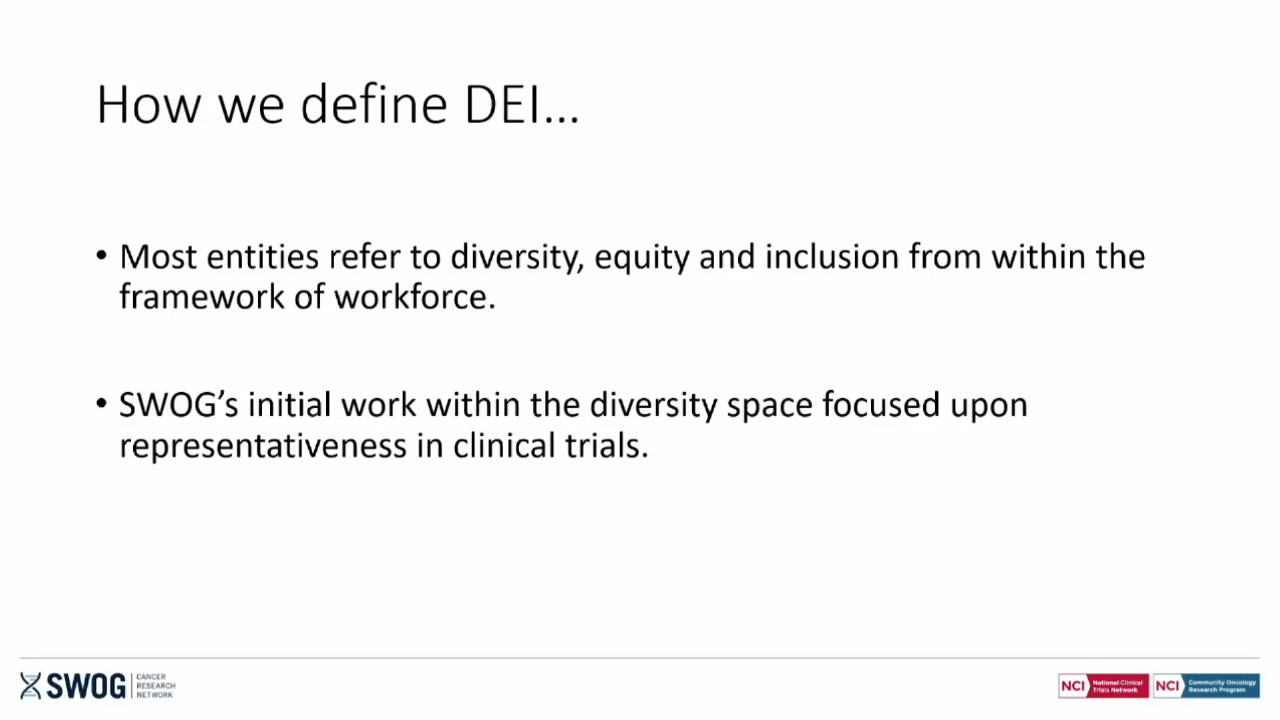 How we define DEI...
• Most entities refer to diversity, equity and inclusion from within the
framework of workforce.
• SWOG’s initial work within the diversity space focused upon
representativeness in clinical trials.
SWOG
CANCER
RESEARCH
NETWORK
NCI
National Clinical
Trials Network
NCI
Community Oncology
Research Program